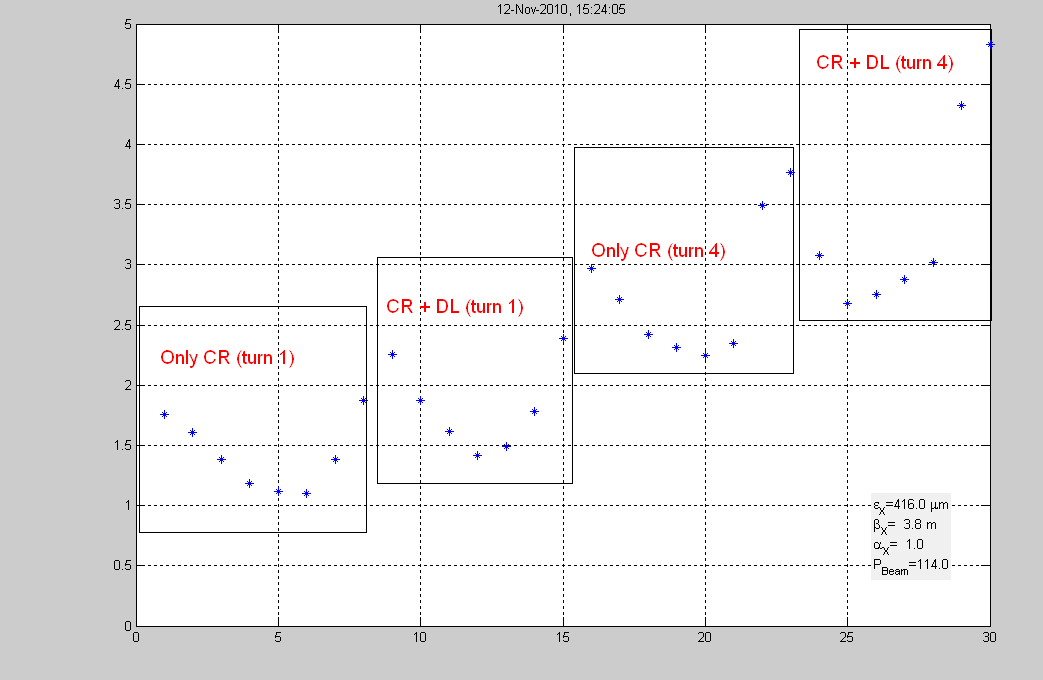 12-Nov-2010, 15:24:05
5
4.5
4
3.5
3
2.5
2
1.5
1
0.5
0
CR + DL (turn 4)
Only CR (turn 4)
CR + DL (turn 1)
Only CR (turn 1)
εX=416.0 μm
βX= 3.8 m
αX= 1.0
PBeam=114.0
0 5 10 15 20 25 30